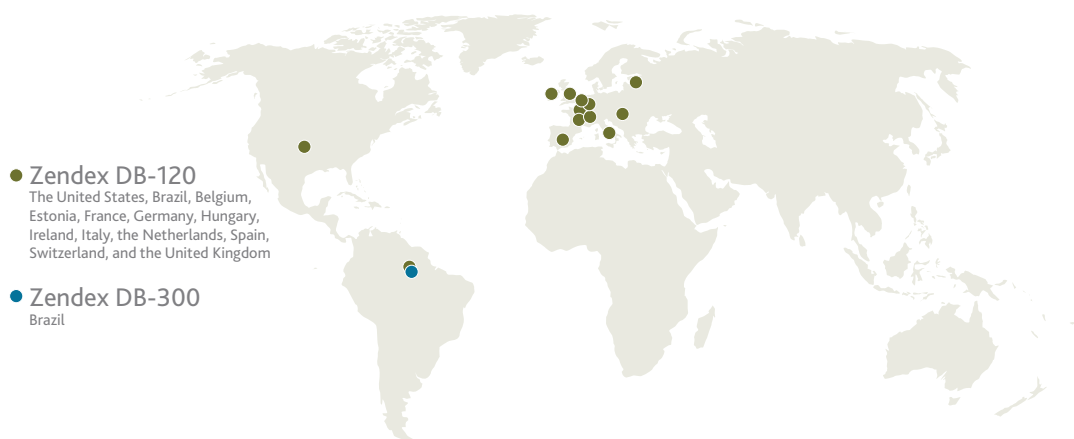 Zendex DB-120
The United States, Brazil, Belgium,
Estonia, France, Germany, Hungary,
Ireland, Italy, the Netherlands, Spain,
Switzerland, and the United Kingdom
Zendex DB-300
Brazil